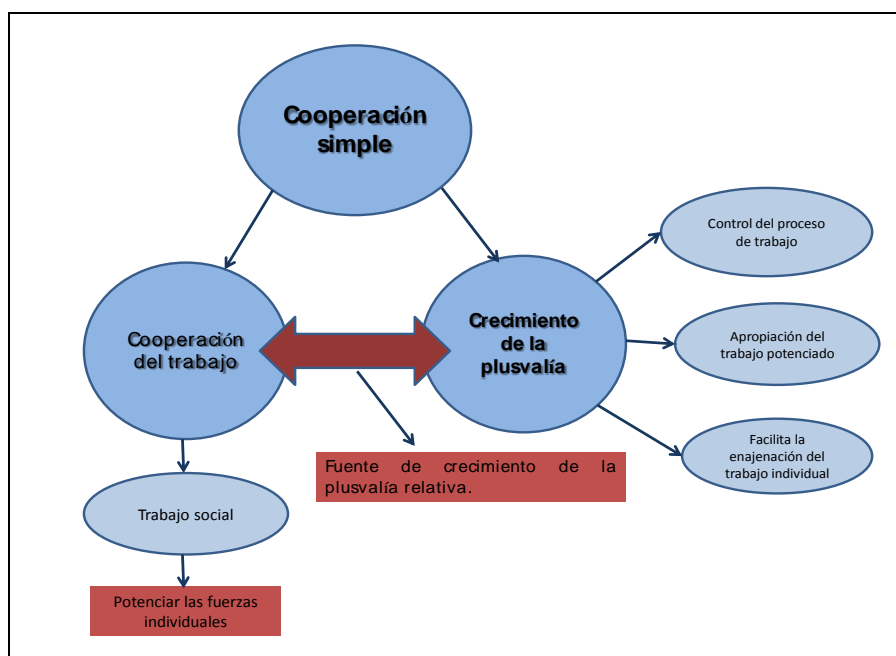 Cooperación
simple
Control del proceso
de trabajo
Cooperación
del trabajo
Crecimiento
de la
plusvalía
Apropiación del
trabajo potenciado
Facilita la
enajenación del
trabajo individual
Fuente de crecimiento de la
plusvalía relativa.
Trabajo social
Potenciar las fuerzas
individuales